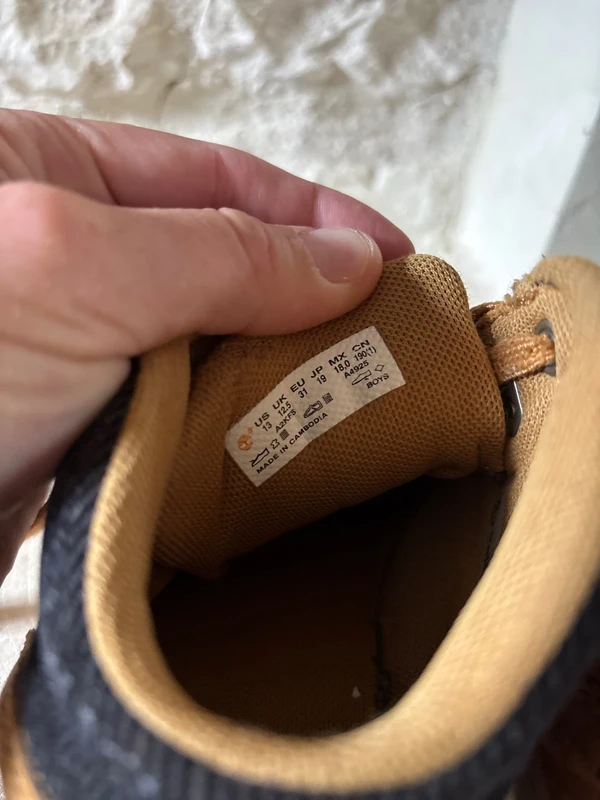 US UK EU JP MX CN
13 12.5 31 19 18.0 190(1)
A2KF5 A4925
BOYS
MADE IN CAMBODIA